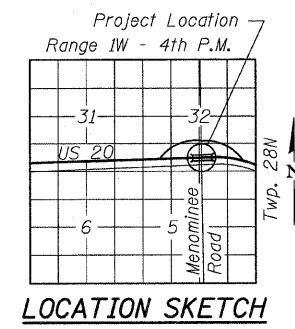 Project Location
Range 1W - 4th P.M.
31
32
US 20
Twp. 28N
N
6
5
Menominee
Road
LOCATION SKETCH